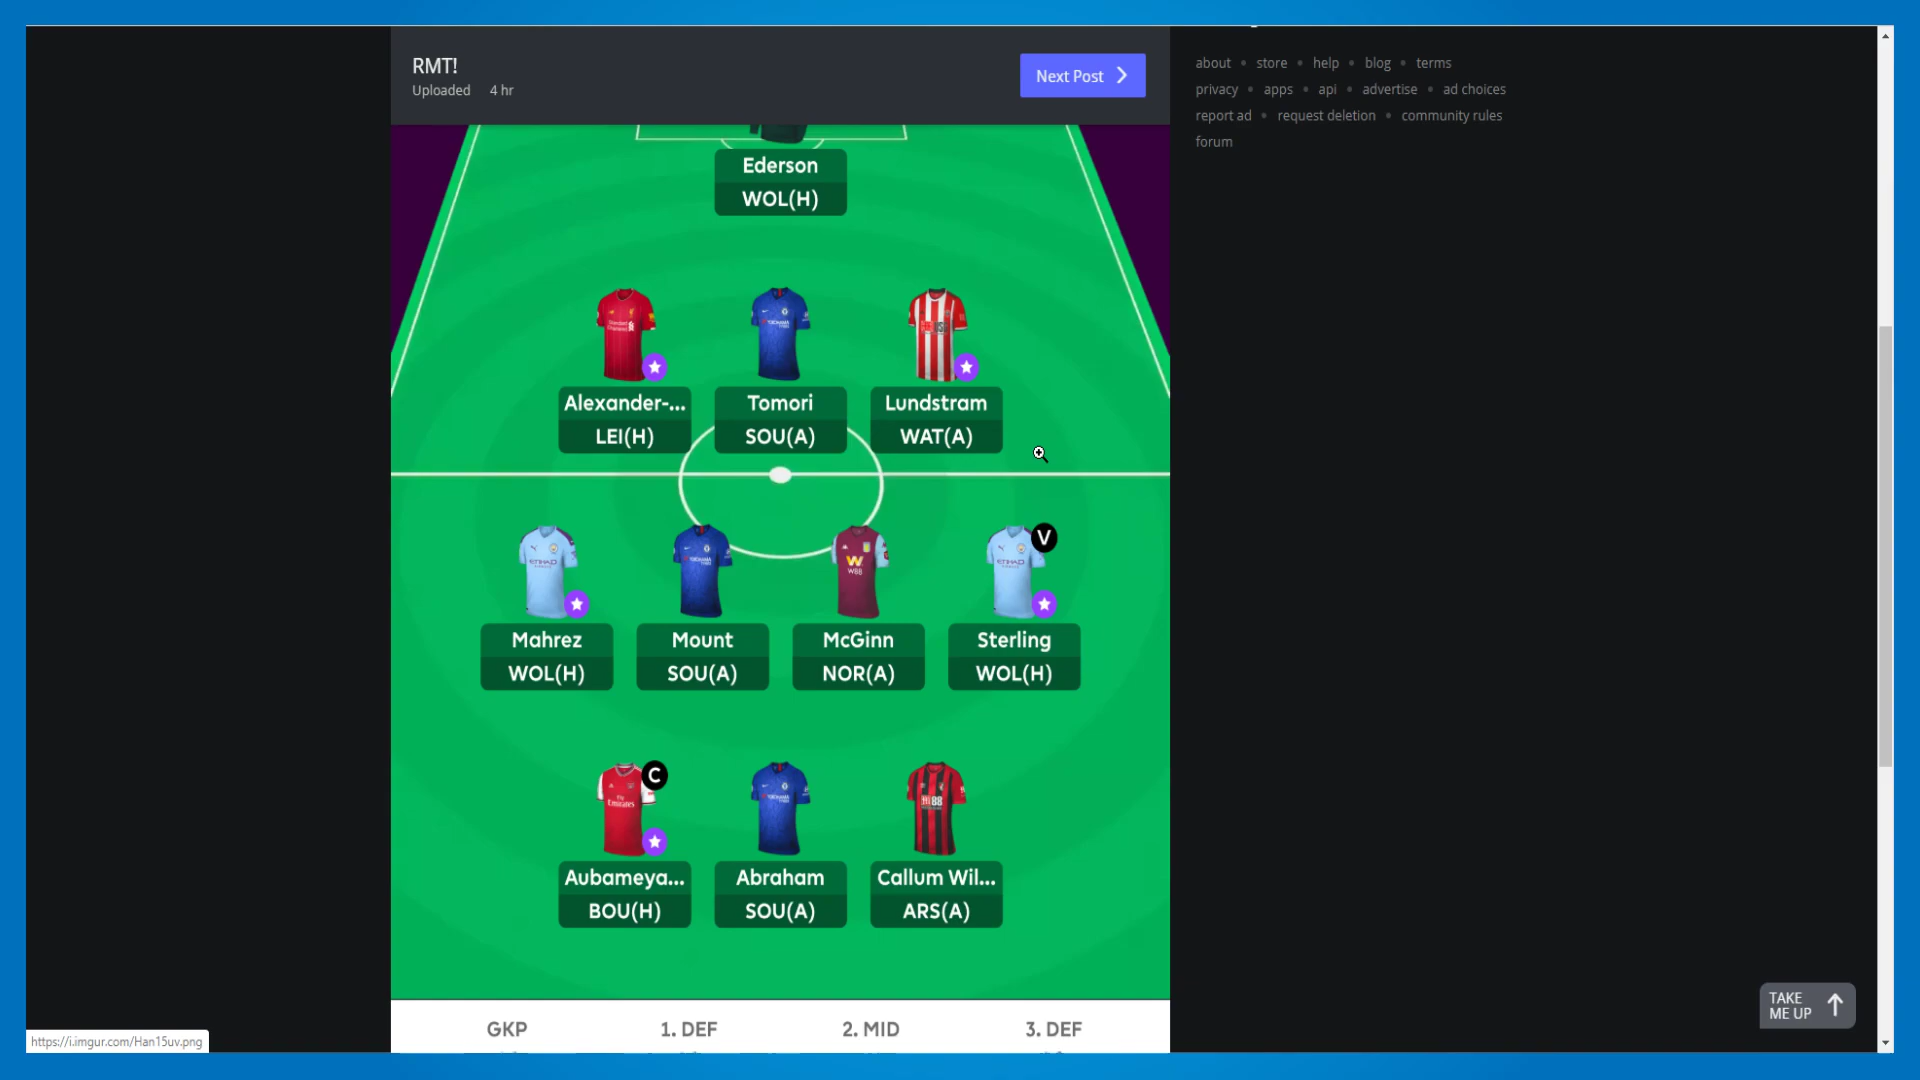 RMT!
Uploaded 4 hr
Next Post
about • store • help • blog • terms
privacy • apps • api • advertise • ad choices
report ad • request deletion • community rules
forum
Ederson
WOL(H)
Alexander-...
LEI(H)
Tomori
SOU(A)
Lundstram
WAT(A)
V
Mahrez
WOL(H)
Mount
SOU(A)
W88
McGinn
NOR(A)
Sterling
WOL(H)
C
Aubameya...
BOU(H)
Abraham
SOU(A)
Callum Wil...
ARS(A)
GKP 1. DEF 2. MID 3. DEF
TAKE
ME UP
https://i.imgur.com/Han15uv.png